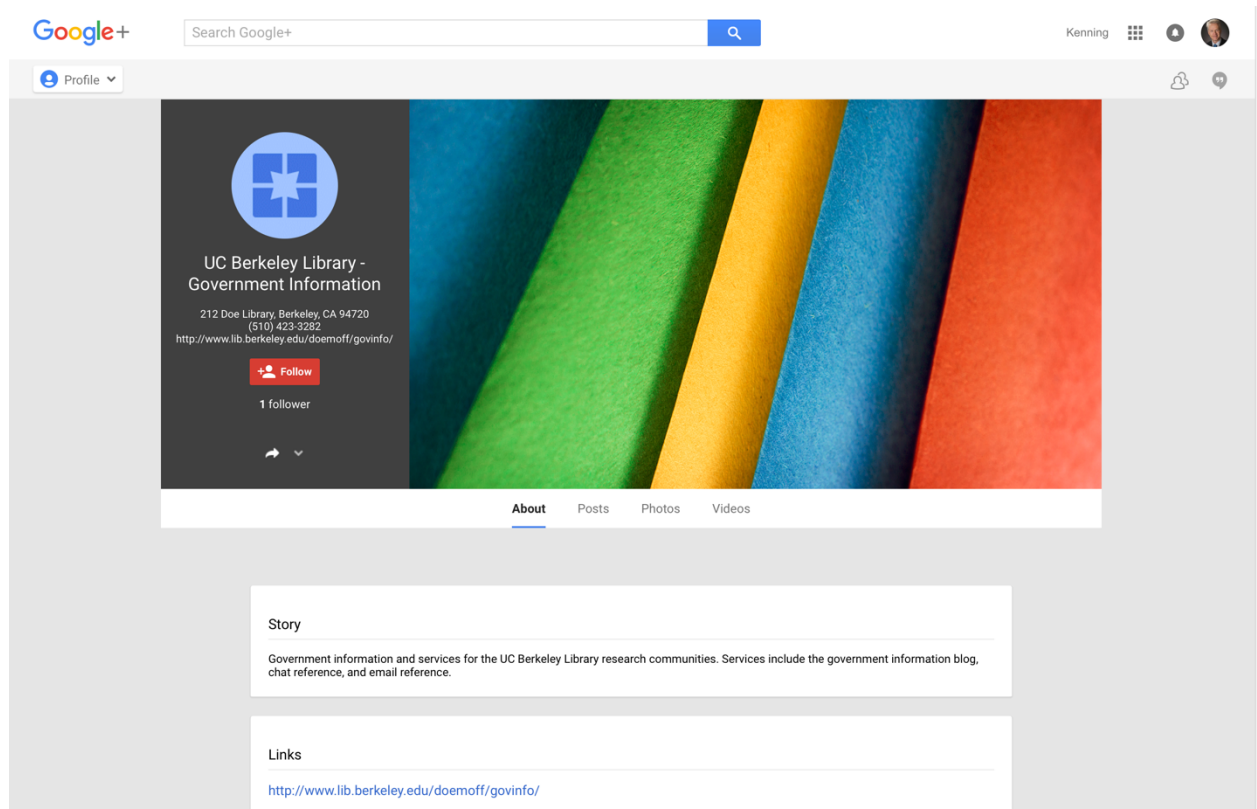 Google+
Search Google+
Kenning
Profile
UC Berkeley Library -
Government Information
212 Doe Library, Berkeley, CA 94720
(510) 423-3282
http://www.lib.berkeley.edu/doemoff/govinfo/
Follow
1 follower
About Posts Photos Videos
Story
Government information and services for the UC Berkeley Library research communities. Services include the government information blog,
chat reference, and email reference.
Links
http://www.lib.berkeley.edu/doemoff/govinfo/